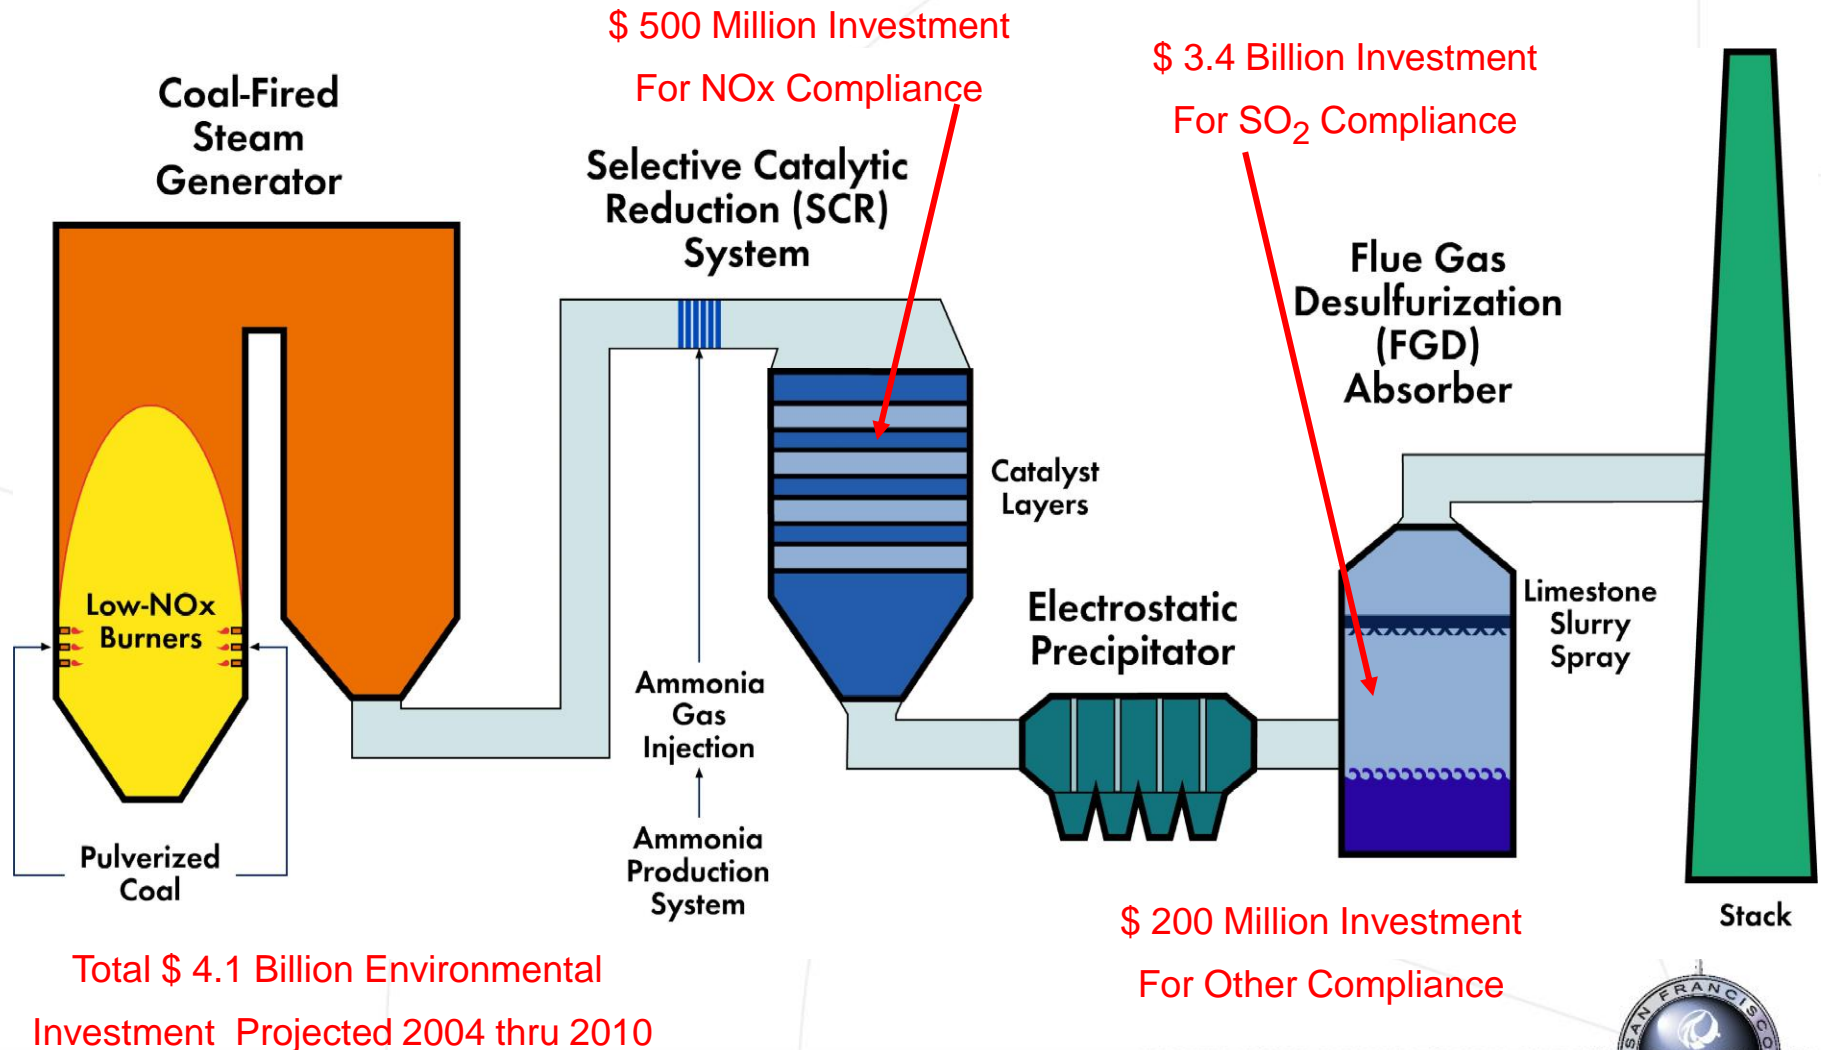 $ 500 Million Investment
For NOx Compliance
$ 3.4 Billion Investment
For SO2 Compliance
Coal-Fired
Steam
Generator
Selective Catalytic
Reduction (SCR)
System
Flue Gas
Desulfurization
(FGD)
Absorber
Catalyst
Layers
Low-NOx
Burners
Electrostatic
Precipitator
Limestone
Slurry
Spray
Ammonia
Gas
Injection
Ammonia
Production
System
Pulverized
Coal
Stack
$ 200 Million Investment
For Other Compliance
Total $ 4.1 Billion Environmental
Investment Projected 2004 thru 2010
SAN FRANCISCO